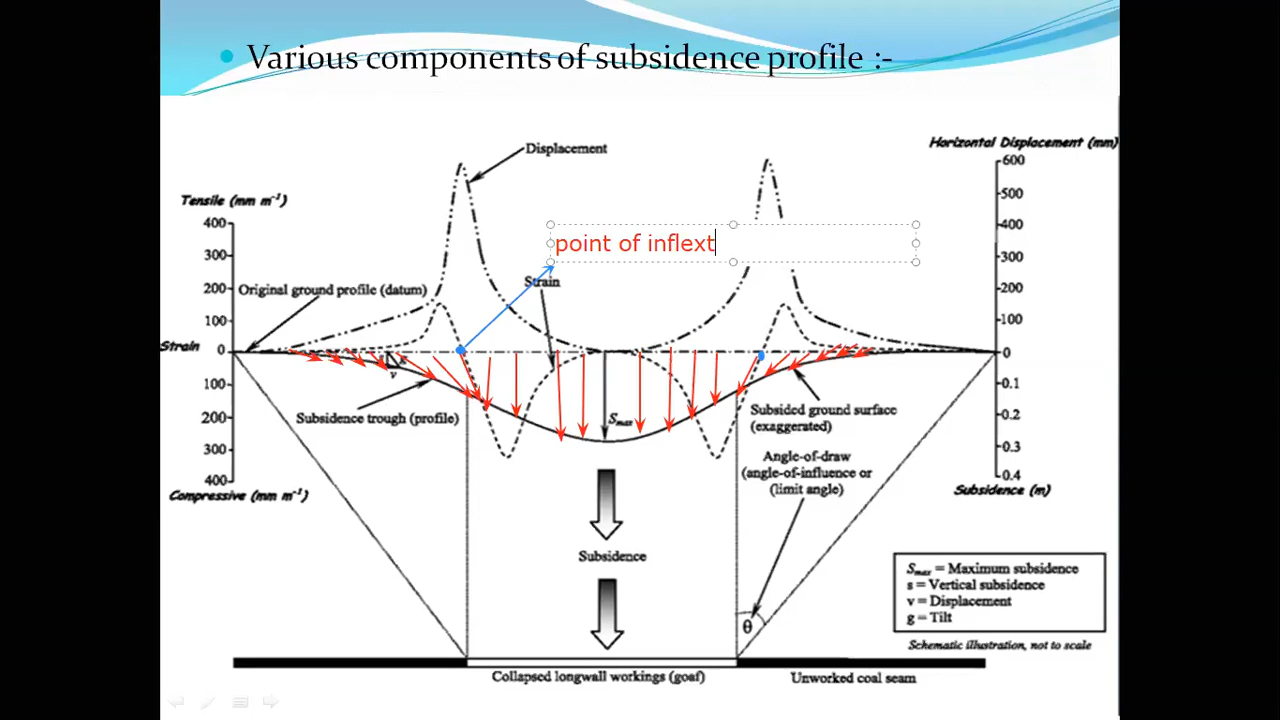 Various components of subsidence profile :-
Displacement
Horizontal Displacement (mm)
600
Tensile (mm m⁻¹)
500
400
400
point of inflext
300
300
Strain
Original ground profile (datum)
200
200
100
100
Strain
0
0
s
g
v
100
0.1
Subsidence trough (profile)
200
Smax
Subsided ground surface
(exaggerated)
0.2
300
0.3
Angle-of-draw
(angle-of-influence or
(limit angle)
400
0.4
Compressive (mm m⁻¹)
Subsidence (m)
Subsidence
Smax = Maximum subsidence
s = Vertical subsidence
v = Displacement
g = Tilt
θ
Schematic illustration, not to scale
Collapsed longwall workings (goaf)
Unworked coal seam